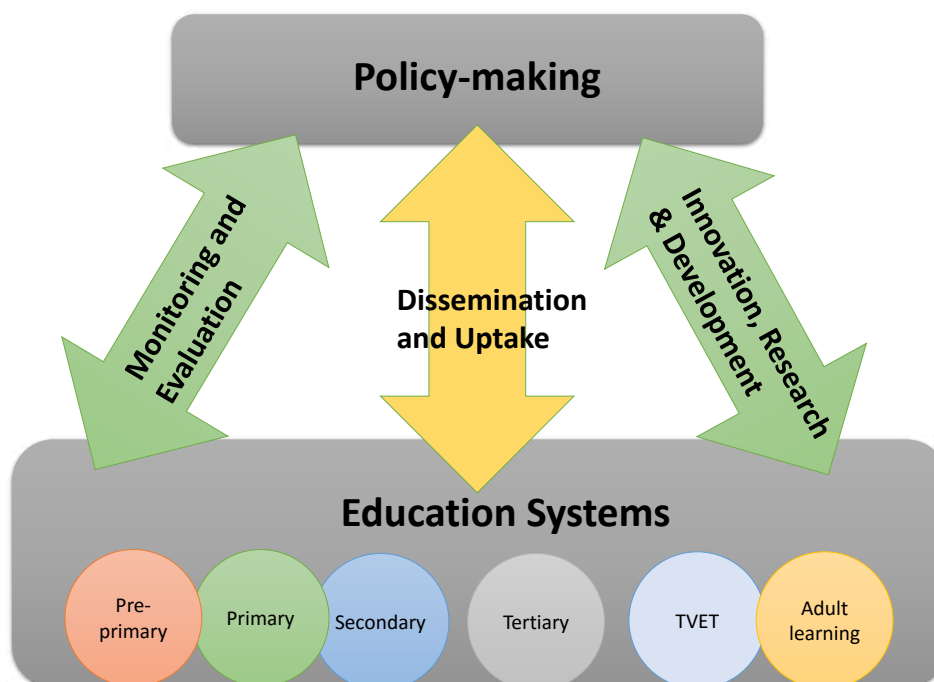 Policy-making
Monitoring and
Evaluation
Dissemination
and Uptake
Innovation, Research
& Development
Education Systems
Pre-
primary
Primary
Secondary
Tertiary
TVET
Adult
learning